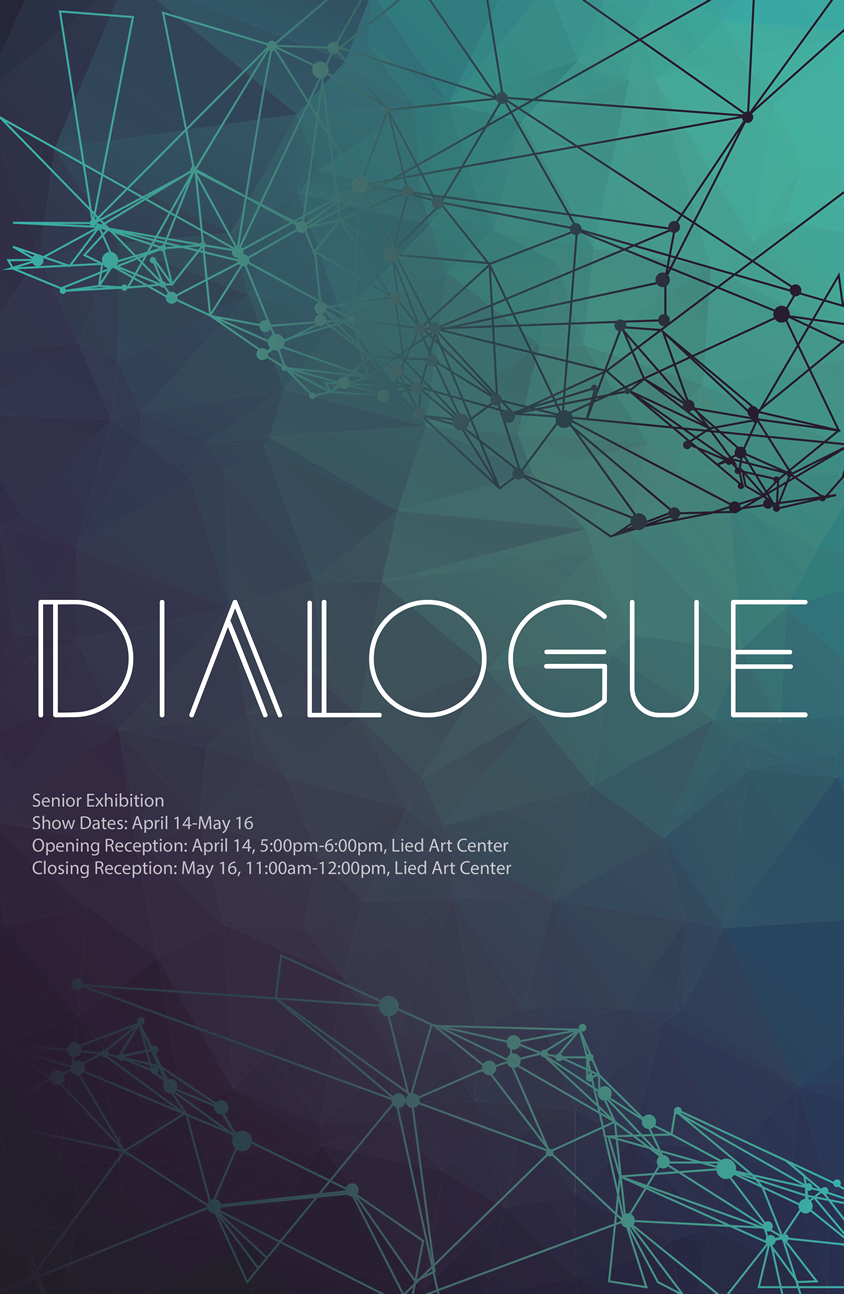 DIALOGUE
Senior Exhibition
Show Dates: April 14-May 16
Opening Reception: April 14, 5:00pm-6:00pm, Lied Art Center
Closing Reception: May 16, 11:00am-12:00pm, Lied Art Center